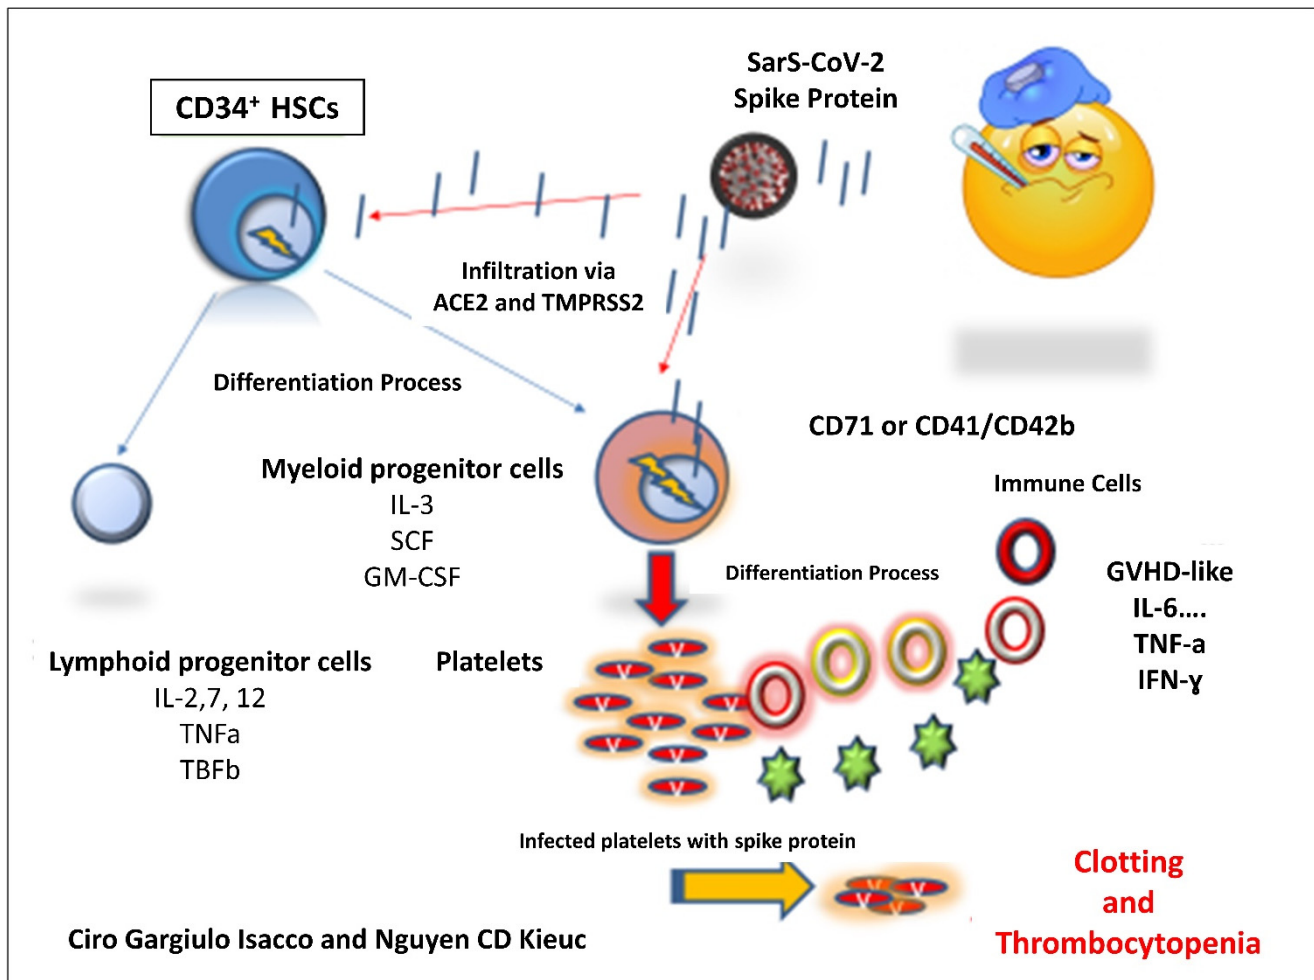 SarS-CoV-2
Spike Protein
CD34⁺ HSCs
Infiltration via
ACE2 and TMPRSS2
Differentiation Process
CD71 or CD41/CD42b
Myeloid progenitor cells
IL-3
SCF
GM-CSF
Immune Cells
Differentiation Process
GVHD-like
IL-6....
TNF-a
IFN-ɣ
Lymphoid progenitor cells
IL-2,7, 12
TNFa
TBFb
Platelets
V
V
V
V
V
V
V
V
V
V
V
Infected platelets with spike protein
V
V
V
V
Clotting
and
Thrombocytopenia
Ciro Gargiulo Isacco and Nguyen CD Kieuc